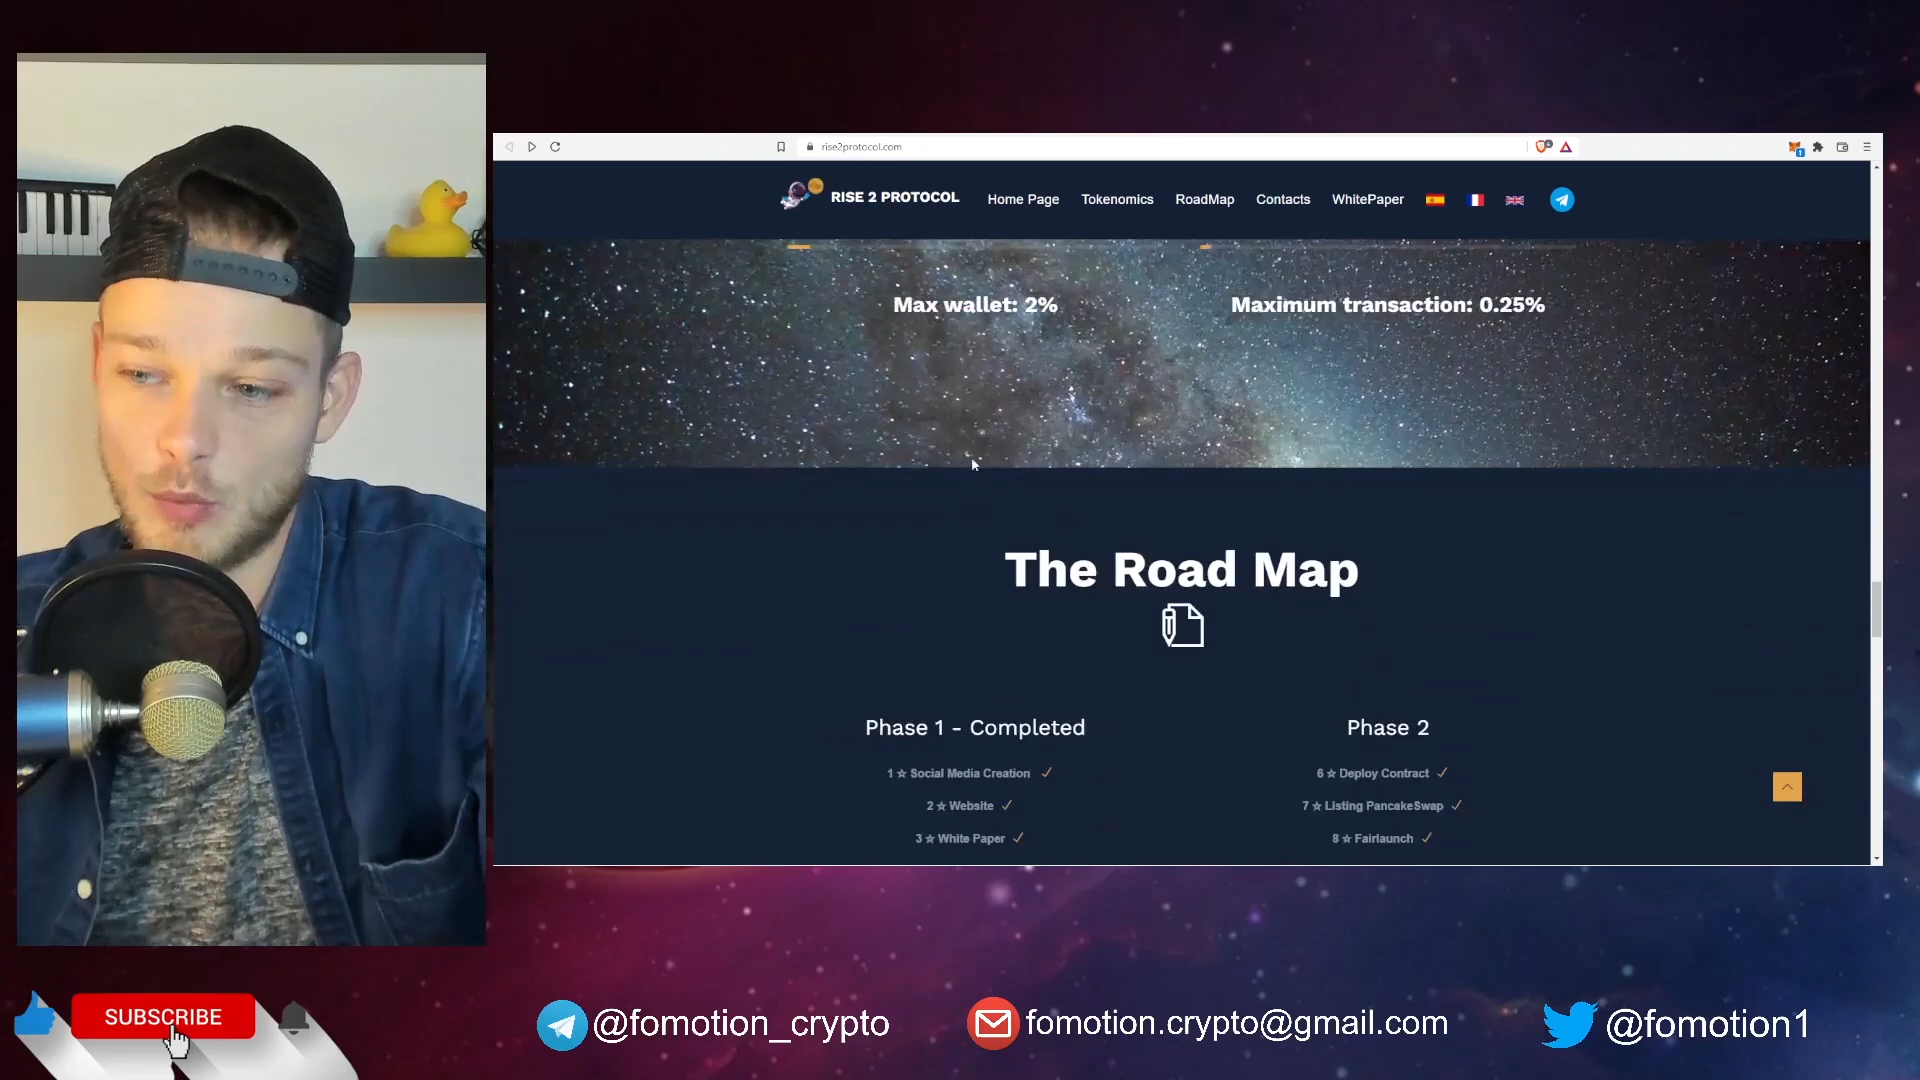 rise2protocol.com
RISE 2 PROTOCOL
Home Page
Tokenomics
RoadMap
Contacts
WhitePaper
Max wallet: 2%
Maximum transaction: 0.25%
The Road Map
Phase 1 - Completed
1 ☆ Social Media Creation ✓
2 ☆ Website ✓
3 ☆ White Paper ✓
Phase 2
6 ☆ Deploy Contract ✓
7 ☆ Listing PancakeSwap ✓
8 ☆ Fairlaunch ✓
SUBSCRIBE
@fomotion_crypto
fomotion.crypto@gmail.com
@fomotion1